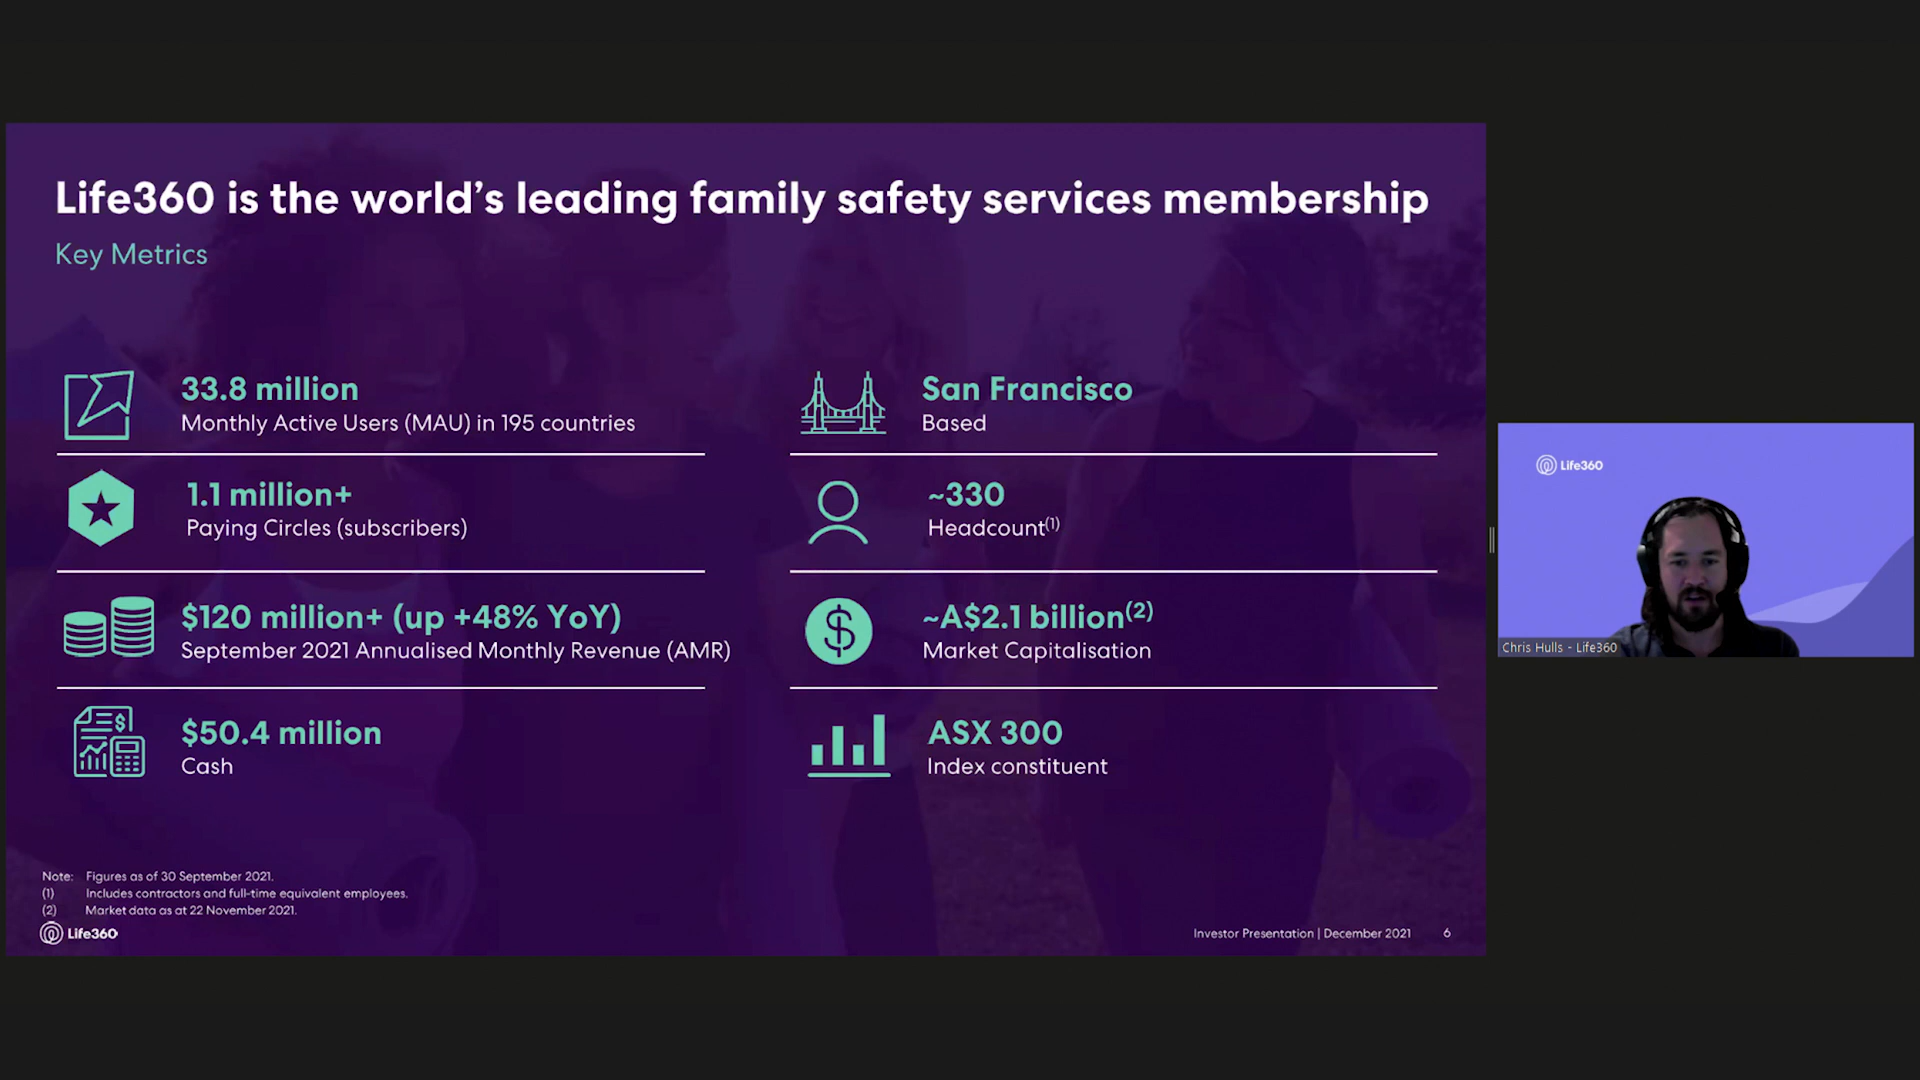 Life360 is the world’s leading family safety services membership
Key Metrics
33.8 million
Monthly Active Users (MAU) in 195 countries
1.1 million+
Paying Circles (subscribers)
$120 million+ (up +48% YoY)
September 2021 Annualised Monthly Revenue (AMR)
$50.4 million
Cash
San Francisco
Based
~330
Headcount(1)
~A$2.1 billion(2)
Market Capitalisation
ASX 300
Index constituent
Note: Figures as of 30 September 2021.
(1) Includes contractors and full-time equivalent employees.
(2) Market data as at 22 November 2021.
Life360
Investor Presentation | December 2021 6
Life360
Chris Hulls - Life360